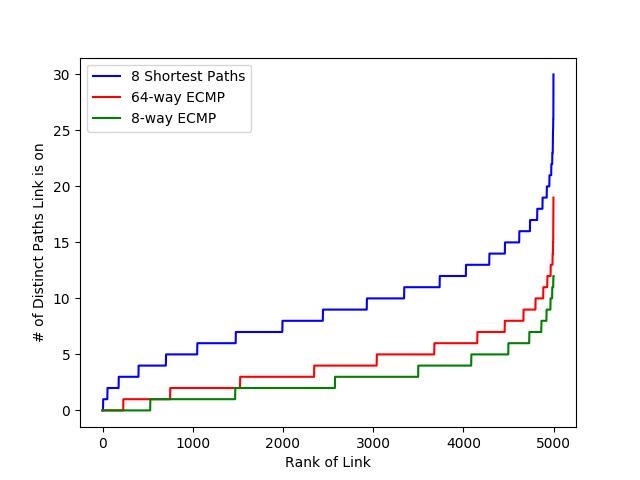 8 Shortest Paths
64-way ECMP
8-way ECMP
# of Distinct Paths Link is on
30
25
20
15
10
5
0
0 1000 2000 3000 4000 5000
Rank of Link